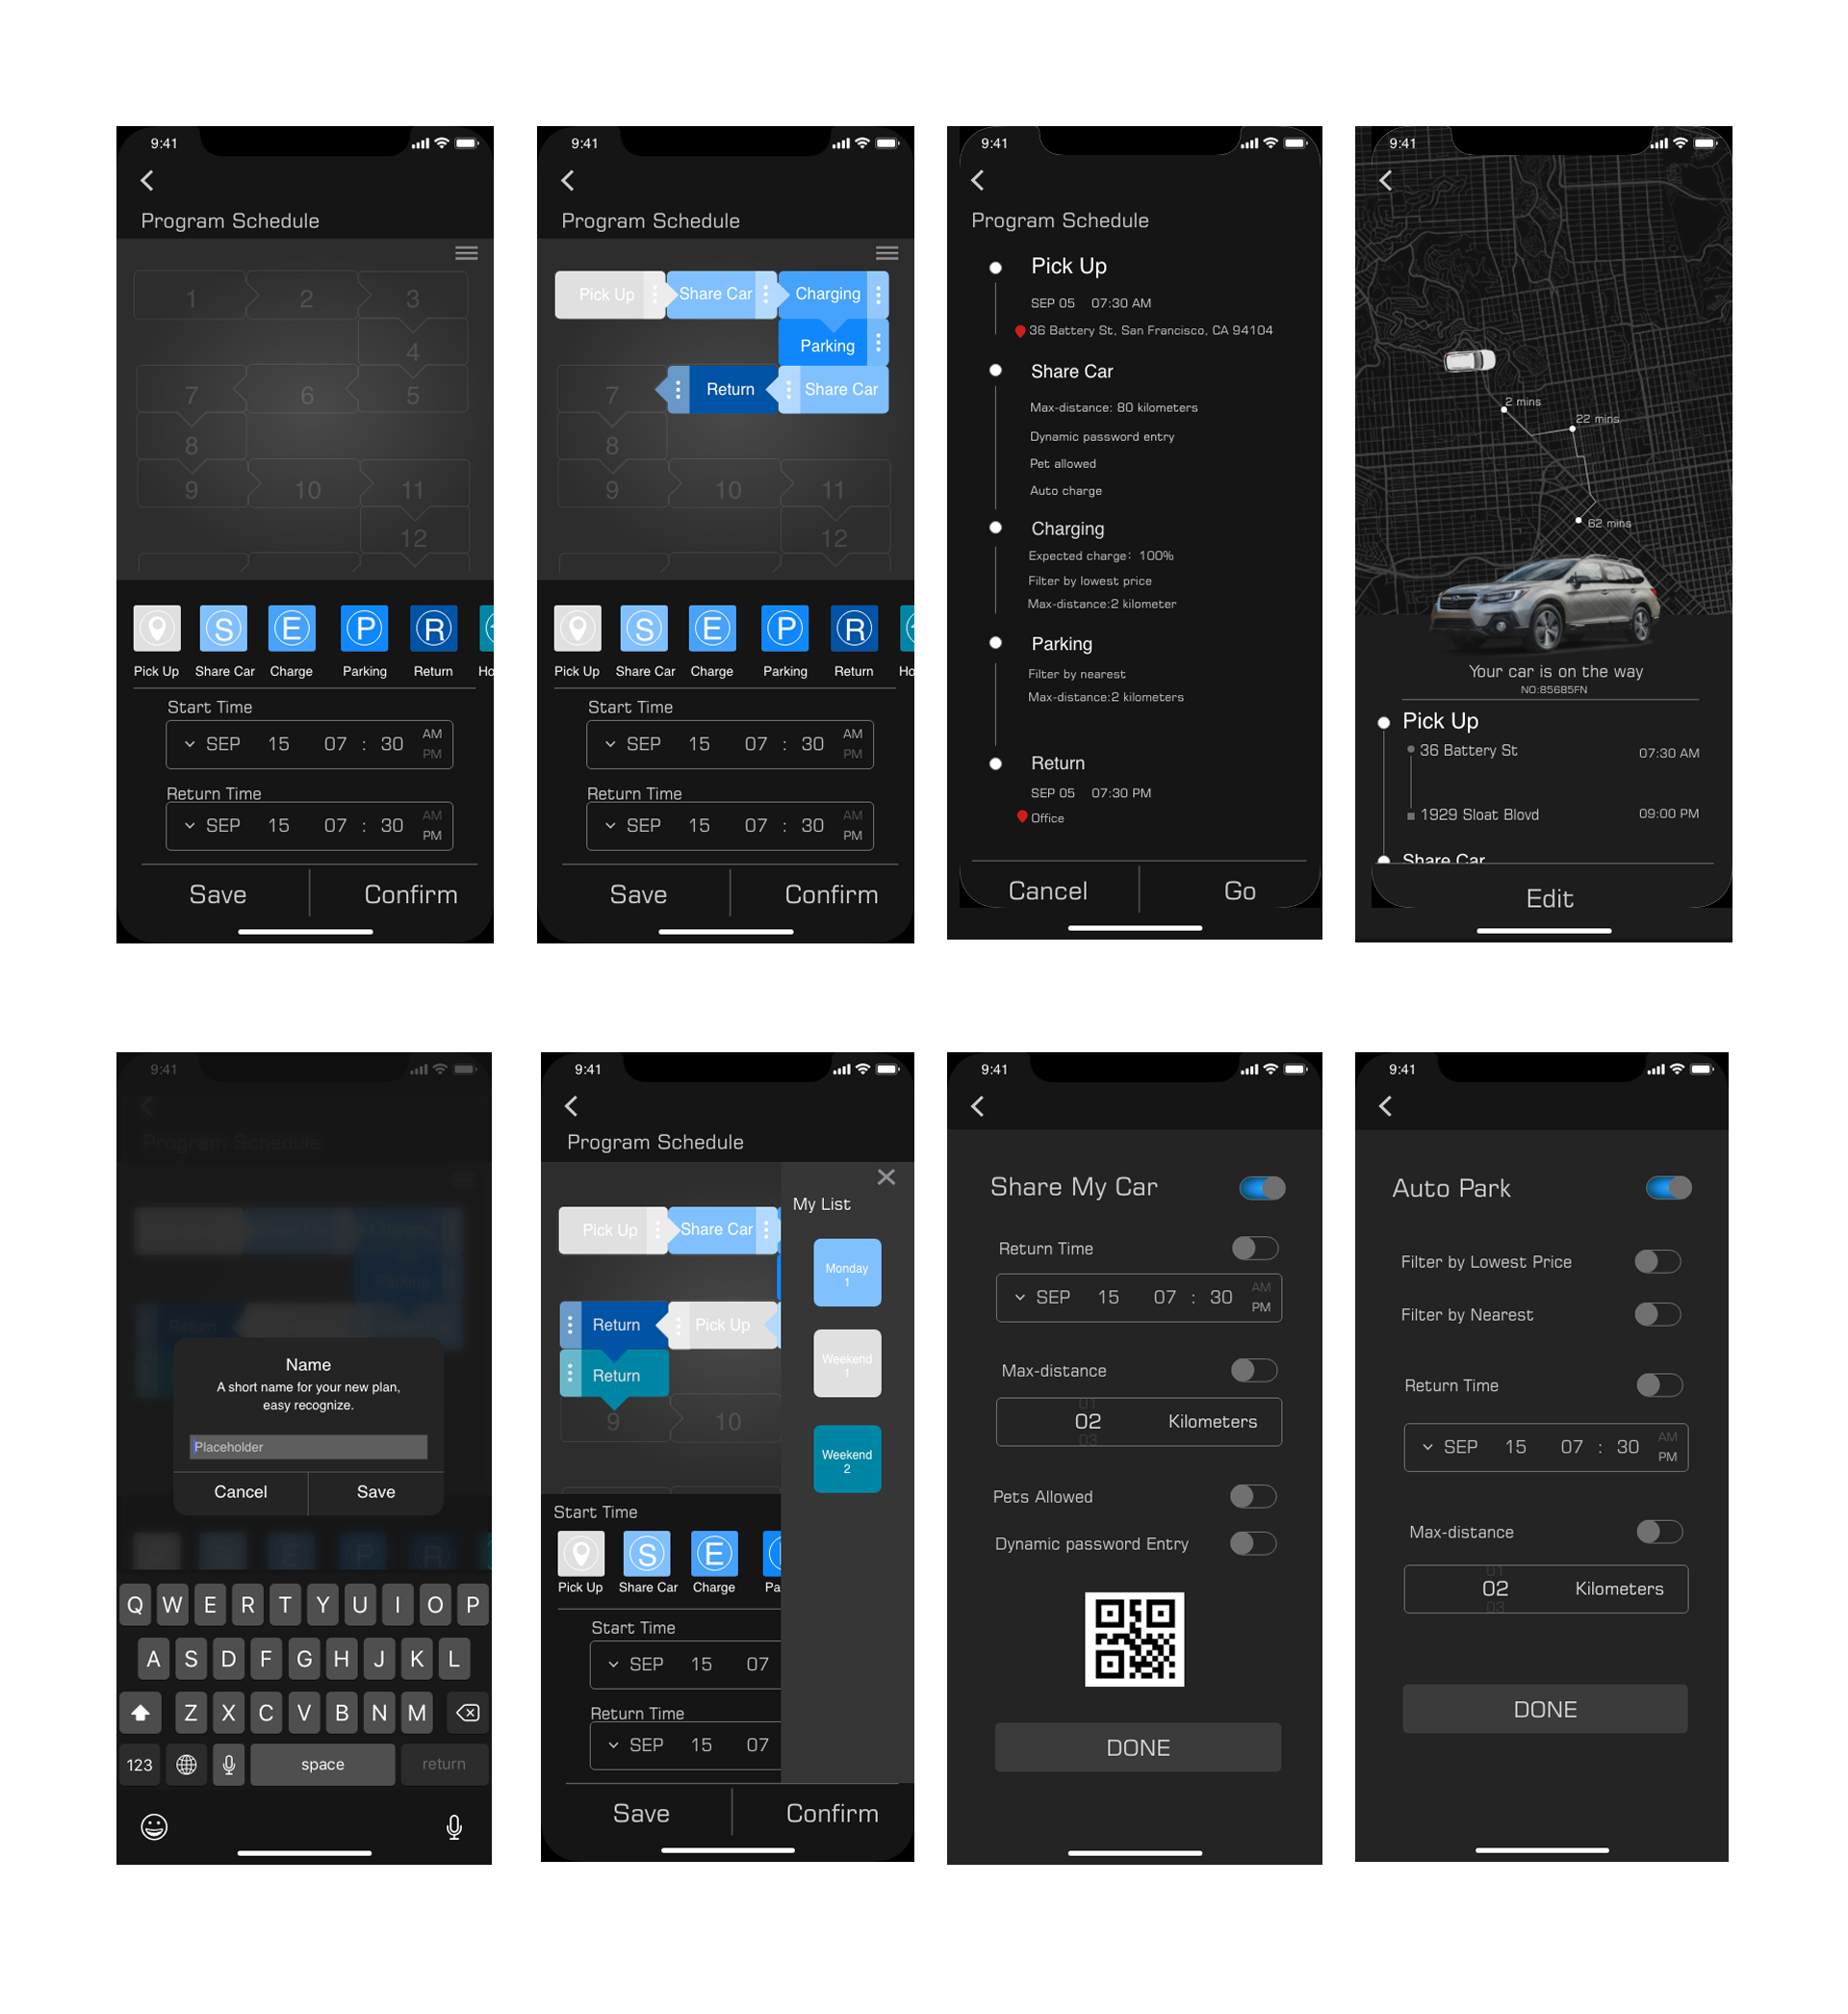 9:41
Program Schedule
1 2 3
4
7 6 5
8
9 10 11
12
S E P R
Pick Up Share Car Charge Parking Return Ho
Start Time
SEP 15 07 : 30 AM PM
Return Time
SEP 15 07 : 30 AM PM
Save Confirm
9:41
Program Schedule
Pick Up Share Car Charging
Parking
7 Return Share Car
8
9 10 11
12
S E P R
Pick Up Share Car Charge Parking Return Ho
Start Time
SEP 15 07 : 30 AM PM
Return Time
SEP 15 07 : 30 AM PM
Save Confirm
9:41
Program Schedule
Pick Up
SEP 05 07:30 AM
36 Battery St, San Francisco, CA 94104
Share Car
Max-distance: 80 kilometers
Dynamic password entry
Pet allowed
Auto charge
Charging
Expected charge: 100%
Filter by lowest price
Max-distance:2 kilometer
Parking
Filter by nearest
Max-distance:2 kilometers
Return
SEP 05 07:30 PM
Office
Cancel Go
9:41
2 mins
22 mins
62 mins
Your car is on the way
NO:85685FN
Pick Up
36 Battery St 07:30 AM
1929 Sloat Blovd 09:00 PM
Share Car
Edit
9:41
Program Schedule
Charging
Parking
Return
Name
A short name for your new plan,
easy recognize.
Placeholder
Cancel Save
Q W E R T Y U I O P
A S D F G H J K L
Z X C V B N M
123 space return
9:41
Program Schedule
My List
Pick Up Share Car
Monday
1
Return Pick Up
Weekend
1
Return
9 10
Weekend
2
Start Time
S E
Pick Up Share Car Charge Pa
Start Time
SEP 15 07
Return Time
SEP 15 07
Save Confirm
9:41
Share My Car
Return Time
SEP 15 07 : 30 AM PM
Max-distance
01
02 Kilometers
03
Pets Allowed
Dynamic password Entry
DONE
9:41
Auto Park
Filter by Lowest Price
Filter by Nearest
Return Time
SEP 15 07 : 30 AM PM
Max-distance
01
02 Kilometers
03
DONE